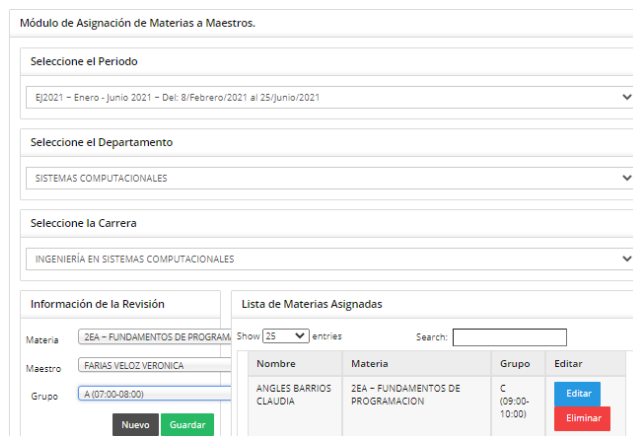 Módulo de Asignación de Materias a Maestros.
Seleccione el Periodo
EJ2021 – Enero - Junio 2021 – Del: 8/Febrero/2021 al 25/Junio/2021
Seleccione el Departamento
SISTEMAS COMPUTACIONALES
Seleccione la Carrera
INGENIERÍA EN SISTEMAS COMPUTACIONALES
Información de la Revisión
Materia 2EA – FUNDAMENTOS DE PROGRAMA
Maestro FARIAS VELOZ VERONICA
Grupo A (07:00-08:00)
Nuevo Guardar
Lista de Materias Asignadas
Show 25 entries Search:
Nombre Materia Grupo Editar
ANGLES BARRIOS CLAUDIA
2EA – FUNDAMENTOS DE PROGRAMACION
C (09:00-10:00)
Editar
Eliminar